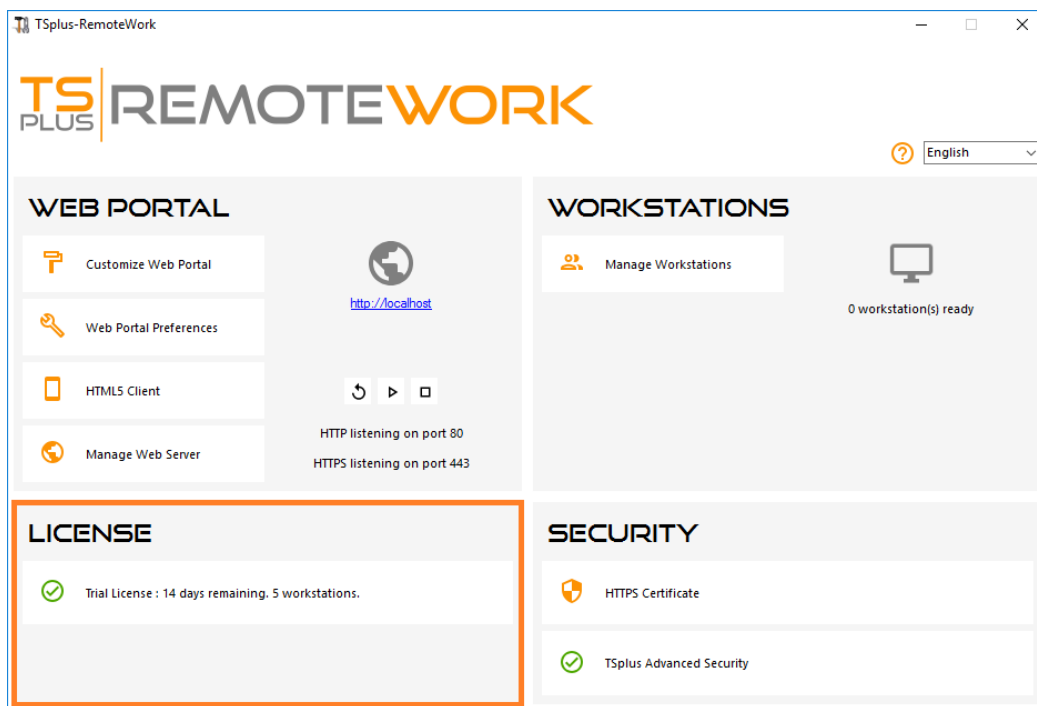 TSplus-RemoteWork
TS PLUS REMOTEWORK
English
WEB PORTAL
Customize Web Portal
Web Portal Preferences
HTML5 Client
Manage Web Server
http://localhost
HTTP listening on port 80
HTTPS listening on port 443
WORKSTATIONS
Manage Workstations
0 workstation(s) ready
LICENSE
Trial License : 14 days remaining. 5 workstations.
SECURITY
HTTPS Certificate
TSplus Advanced Security